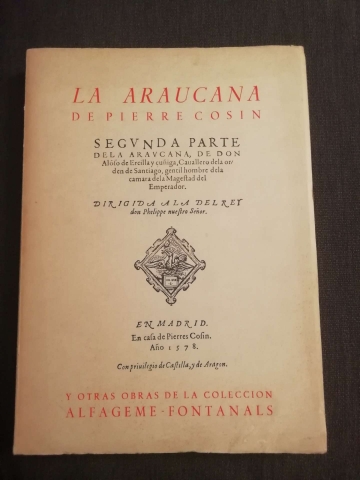 LA ARAUCANA
DE PIERRE COSIN
SEGVNDA PARTE
DELA ARAVCANA, DE DON
Alõso de Ercilla y çuñiga, Cauallero dela or-
den de Santiago, gentil hombre dela
camara dela Magestad del
Emperador.
DIRIGIDA ALA DEL REY
don Phelippe nuestro Señor.
EN MADRID.
En casa de Pierres Cosin.
Año 1578.
Con priuilegio de Castilla, y de Aragon.
Y OTRAS OBRAS DE LA COLECCION
ALFAGEME-FONTANALS